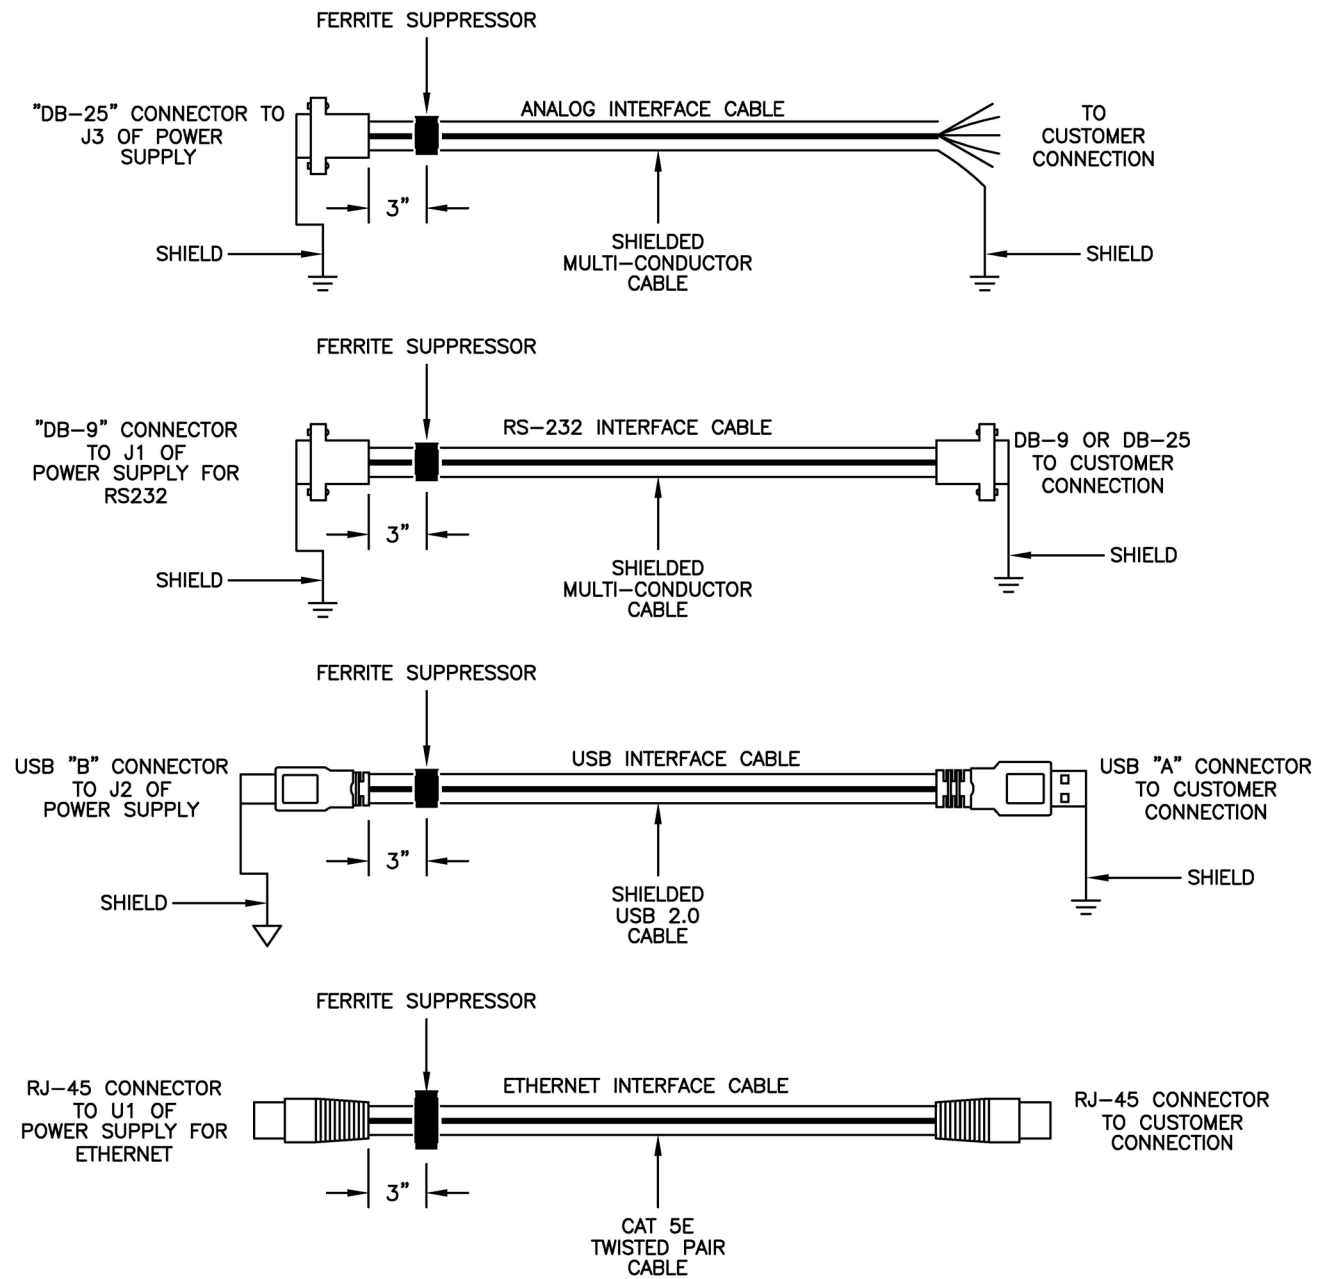 FERRITE SUPPRESSOR
"DB-25" CONNECTOR TO
J3 OF POWER
SUPPLY
ANALOG INTERFACE CABLE
TO
CUSTOMER
CONNECTION
3"
SHIELD
SHIELDED
MULTI-CONDUCTOR
CABLE
SHIELD
FERRITE SUPPRESSOR
"DB-9" CONNECTOR
TO J1 OF
POWER SUPPLY FOR
RS232
RS-232 INTERFACE CABLE
DB-9 OR DB-25
TO CUSTOMER
CONNECTION
3"
SHIELD
SHIELDED
MULTI-CONDUCTOR
CABLE
SHIELD
FERRITE SUPPRESSOR
USB "B" CONNECTOR
TO J2 OF
POWER SUPPLY
USB INTERFACE CABLE
USB "A" CONNECTOR
TO CUSTOMER
CONNECTION
3"
SHIELD
SHIELDED
USB 2.0
CABLE
SHIELD
FERRITE SUPPRESSOR
RJ-45 CONNECTOR
TO U1 OF
POWER SUPPLY FOR
ETHERNET
ETHERNET INTERFACE CABLE
RJ-45 CONNECTOR
TO CUSTOMER
CONNECTION
3"
CAT 5E
TWISTED PAIR
CABLE